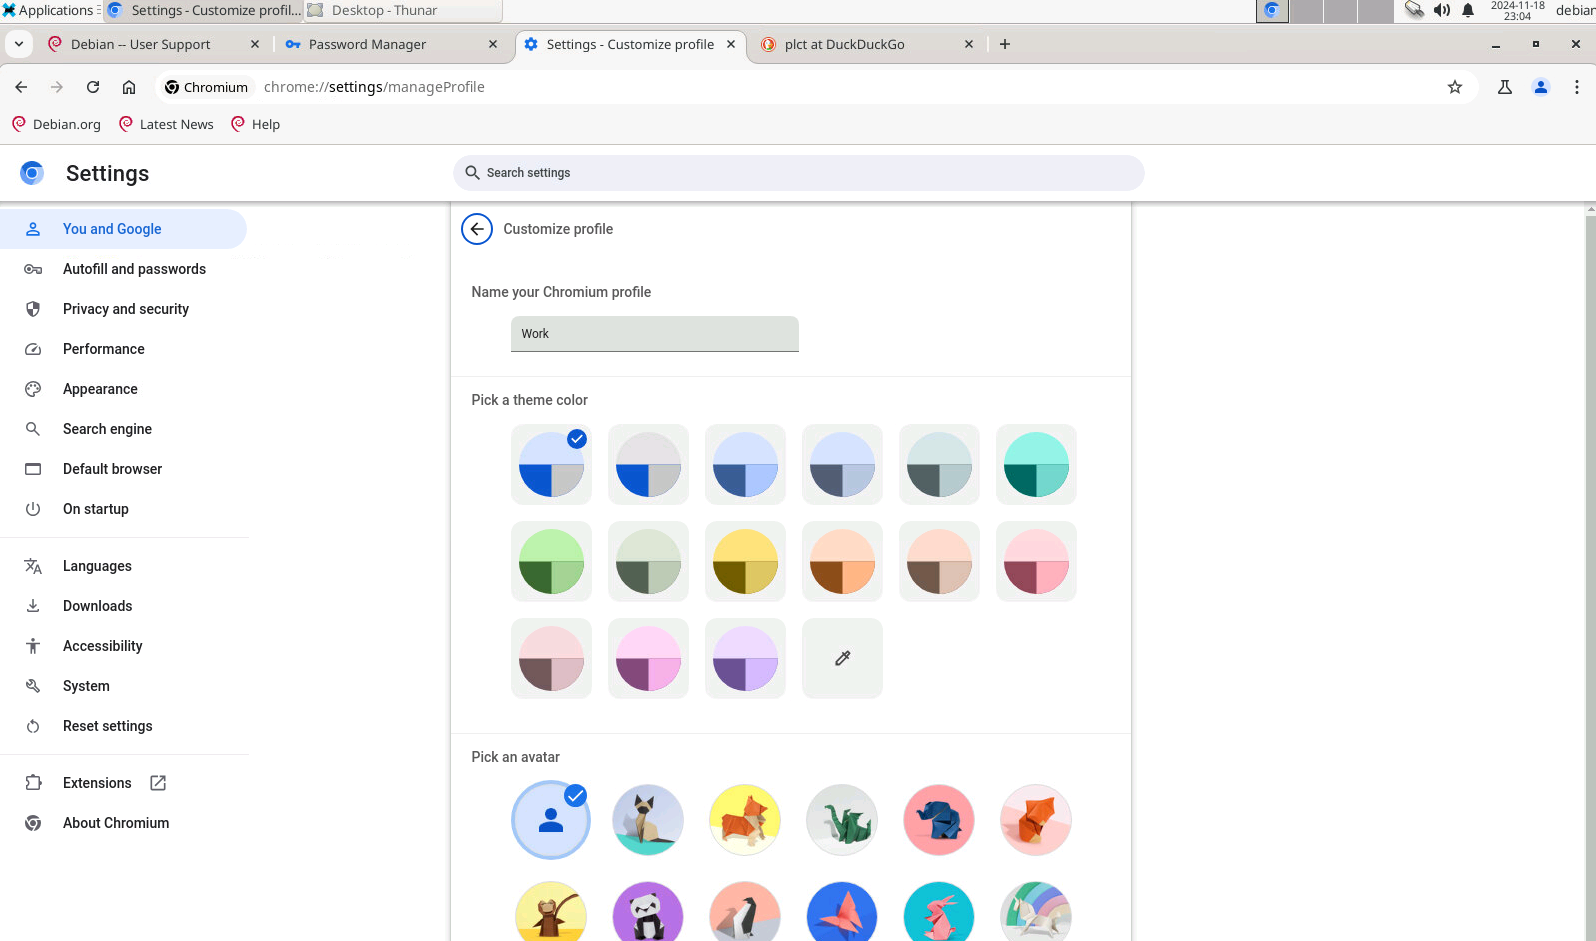 Applications
Settings - Customize profil...
Desktop - Thunar
2024-11-18
23:04
debian
Debian -- User Support
Password Manager
Settings - Customize profile
plct at DuckDuckGo
Chromium
chrome://settings/manageProfile
Debian.org
Latest News
Help
Settings
Search settings
You and Google
Autofill and passwords
Privacy and security
Performance
Appearance
Search engine
Default browser
On startup
Languages
Downloads
Accessibility
System
Reset settings
Extensions
About Chromium
Customize profile
Name your Chromium profile
Work
Pick a theme color
Pick an avatar